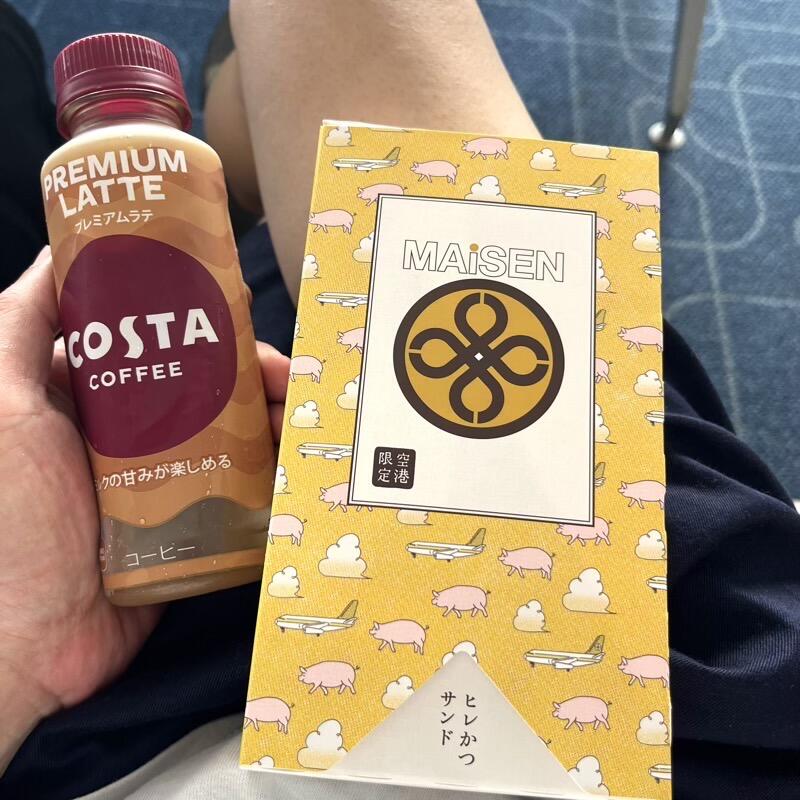 PREMIUM
LATTE
プレミアムラテ
COSTA
COFFEE
クの甘みが楽しめる
コーヒー
MAiSEN
空港
限定
ヒレかつ
サンド